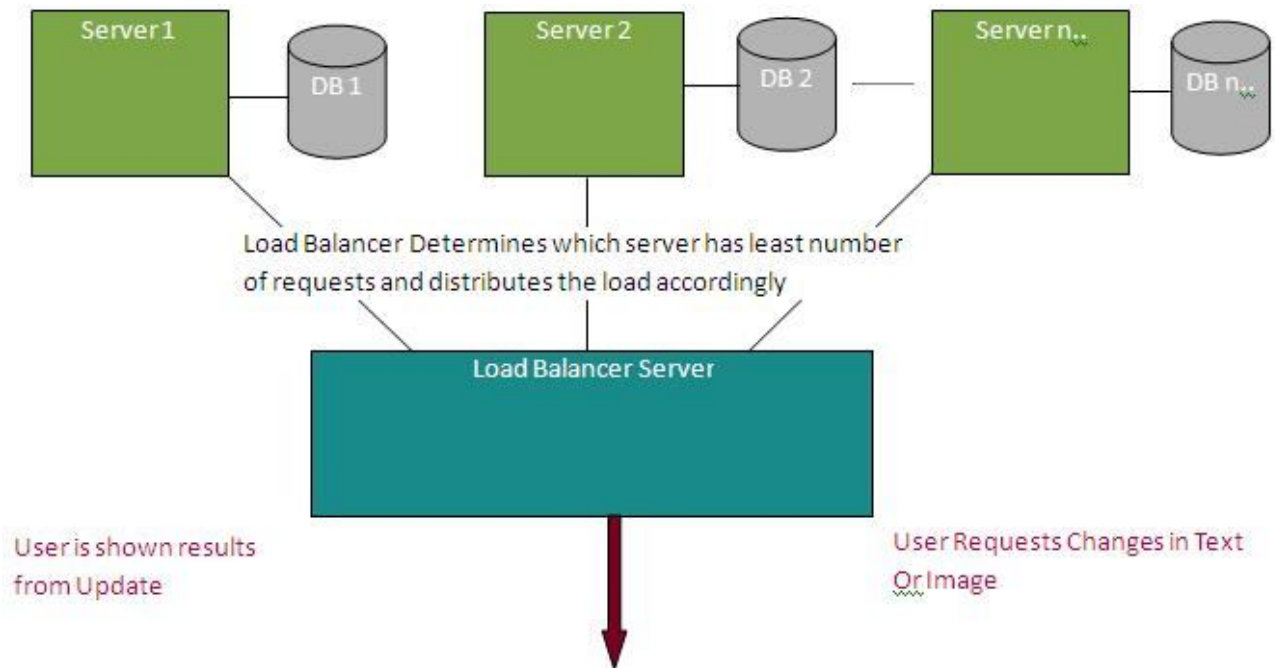 Server 1
DB 1
Server 2
DB 2
Server n..
DB n..
Load Balancer Determines which server has least number
of requests and distributes the load accordingly
Load Balancer Server
User is shown results
from Update
User Requests Changes in Text
Or Image